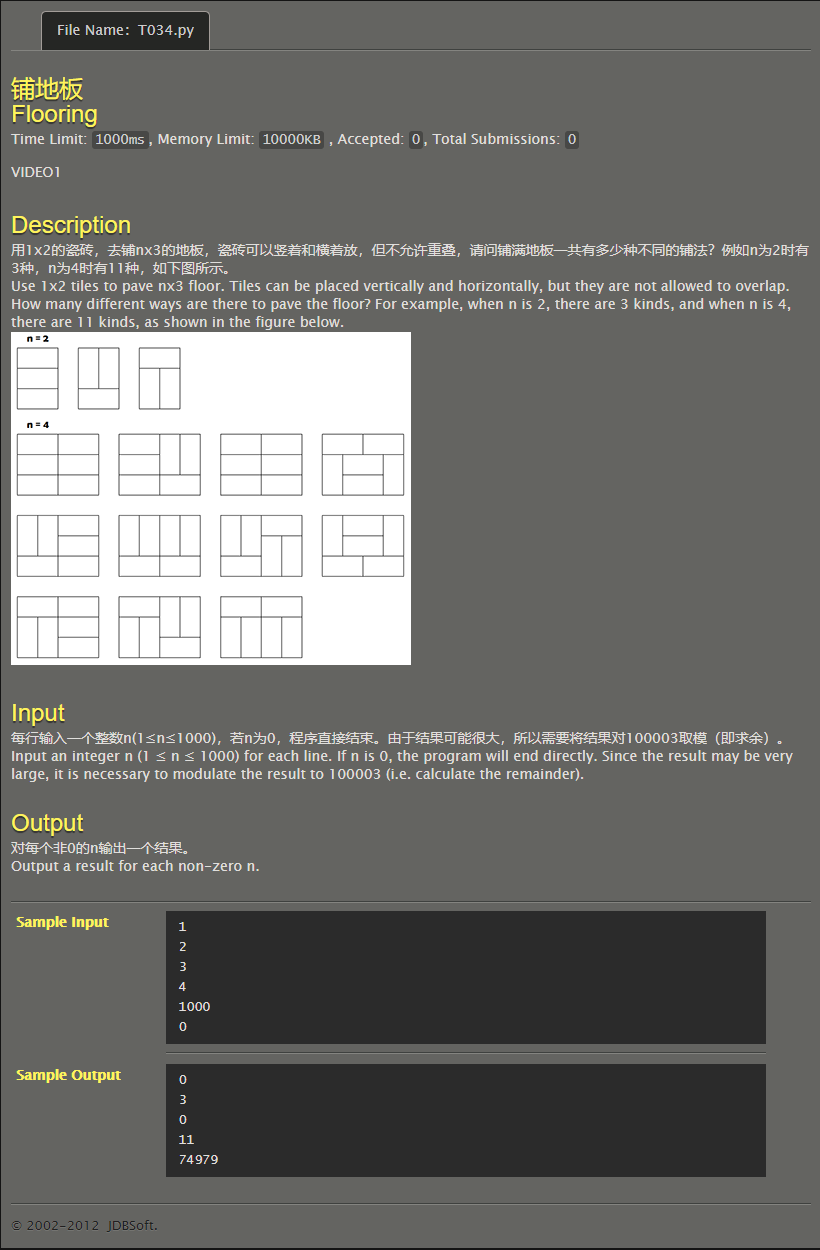 File Name: T034.py
铺地板
Flooring
Time Limit: 1000ms, Memory Limit: 10000KB , Accepted: 0, Total Submissions: 0
VIDEO1
Description
用1x2的瓷砖，去铺nx3的地板，瓷砖可以竖着和横着放，但不允许重叠，请问铺满地板一共有多少种不同的铺法？例如n为2时有
3种，n为4时有11种，如下图所示。
Use 1x2 tiles to pave nx3 floor. Tiles can be placed vertically and horizontally, but they are not allowed to overlap.
How many different ways are there to pave the floor? For example, when n is 2, there are 3 kinds, and when n is 4,
there are 11 kinds, as shown in the figure below.
n = 2
n = 4
Input
每行输入一个整数n(1≤n≤1000)，若n为0，程序直接结束。由于结果可能很大，所以需要将结果对100003取模（即求余）。
Input an integer n (1 ≤ n ≤ 1000) for each line. If n is 0, the program will end directly. Since the result may be very
large, it is necessary to modulate the result to 100003 (i.e. calculate the remainder).
Output
对每个非0的n输出一个结果。
Output a result for each non-zero n.
Sample Input
1
2
3
4
1000
0
Sample Output
0
3
0
11
74979
© 2002-2012 JDBSoft.